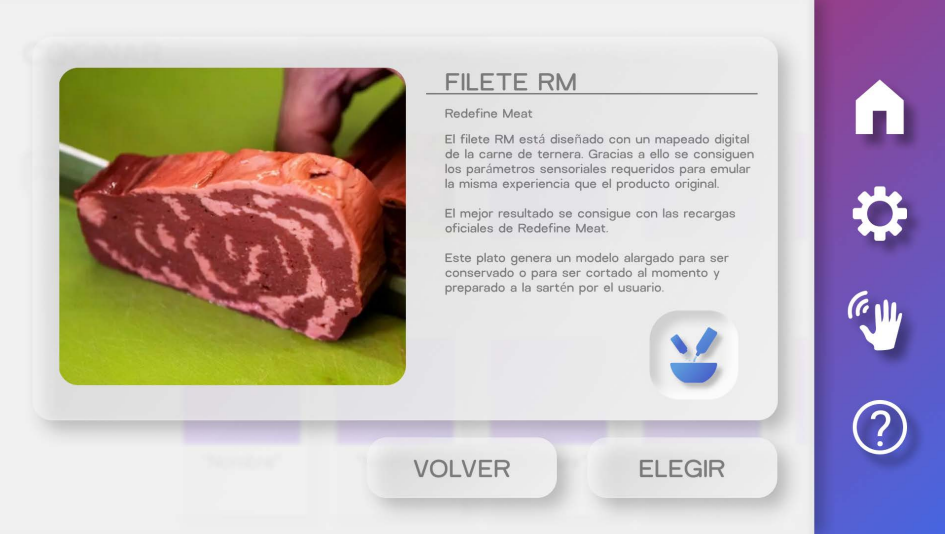 FILETE RM
Redefine Meat
El filete RM está diseñado con un mapeado digital
de la carne de ternera. Gracias a ello se consiguen
los parámetros sensoriales requeridos para emular
la misma experiencia que el producto original.
El mejor resultado se consigue con las recargas
oficiales de Redefine Meat.
Este plato genera un modelo alargado para ser
conservado o para ser cortado al momento y
preparado a la sartén por el usuario.
VOLVER
ELEGIR